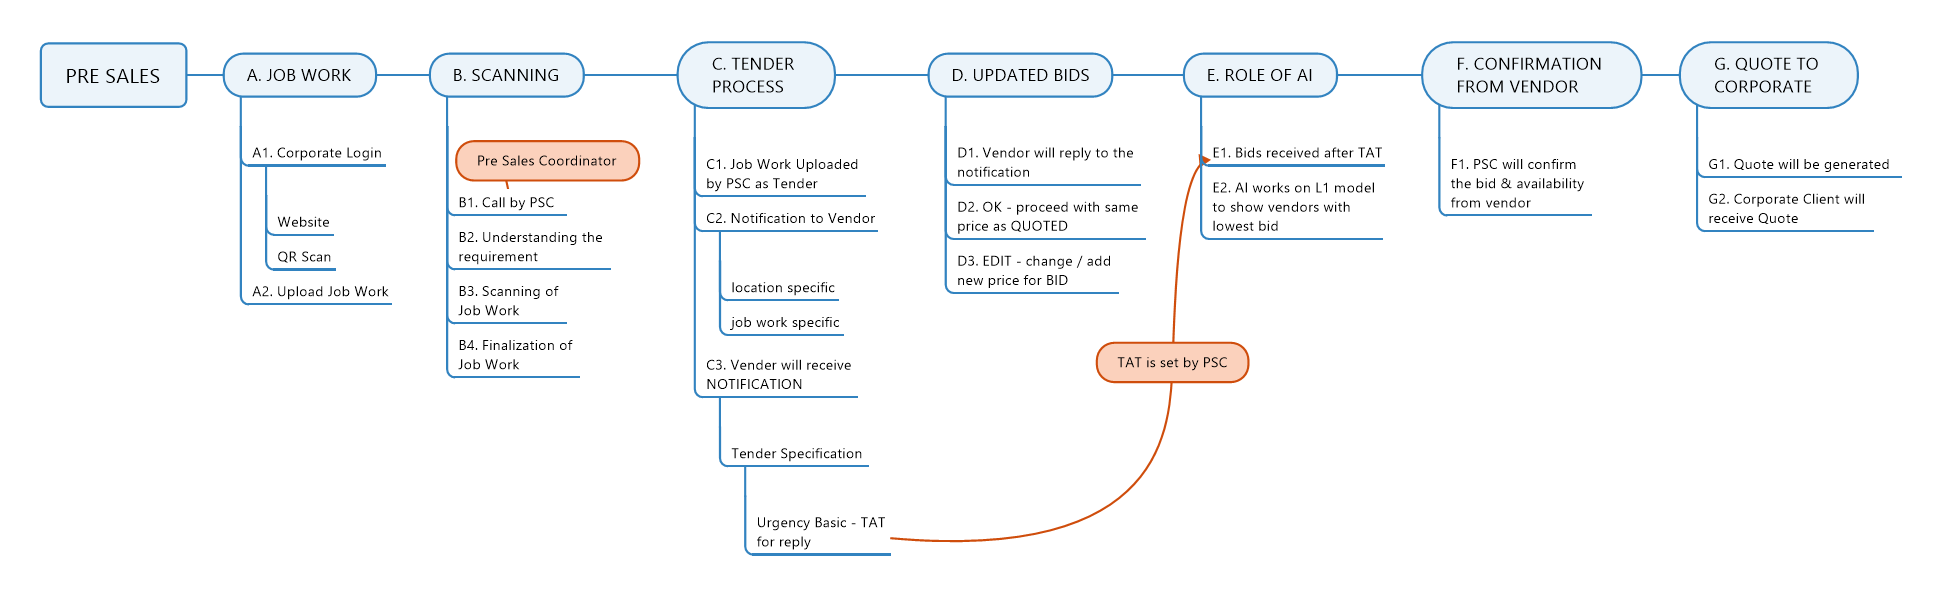 PRE SALES
A. JOB WORK
A1. Corporate Login
Website
QR Scan
A2. Upload Job Work
B. SCANNING
Pre Sales Coordinator
B1. Call by PSC
B2. Understanding the
requirement
B3. Scanning of
Job Work
B4. Finalization of
Job Work
C. TENDER
PROCESS
C1. Job Work Uploaded
by PSC as Tender
C2. Notification to Vendor
location specific
job work specific
C3. Vender will receive
NOTIFICATION
Tender Specification
Urgency Basic - TAT
for reply
D. UPDATED BIDS
D1. Vendor will reply to the
notification
D2. OK - proceed with same
price as QUOTED
D3. EDIT - change / add
new price for BID
TAT is set by PSC
E. ROLE OF AI
E1. Bids received after TAT
E2. AI works on L1 model
to show vendors with
lowest bid
F. CONFIRMATION
FROM VENDOR
F1. PSC will confirm
the bid & availability
from vendor
G. QUOTE TO
CORPORATE
G1. Quote will be generated
G2. Corporate Client will
receive Quote